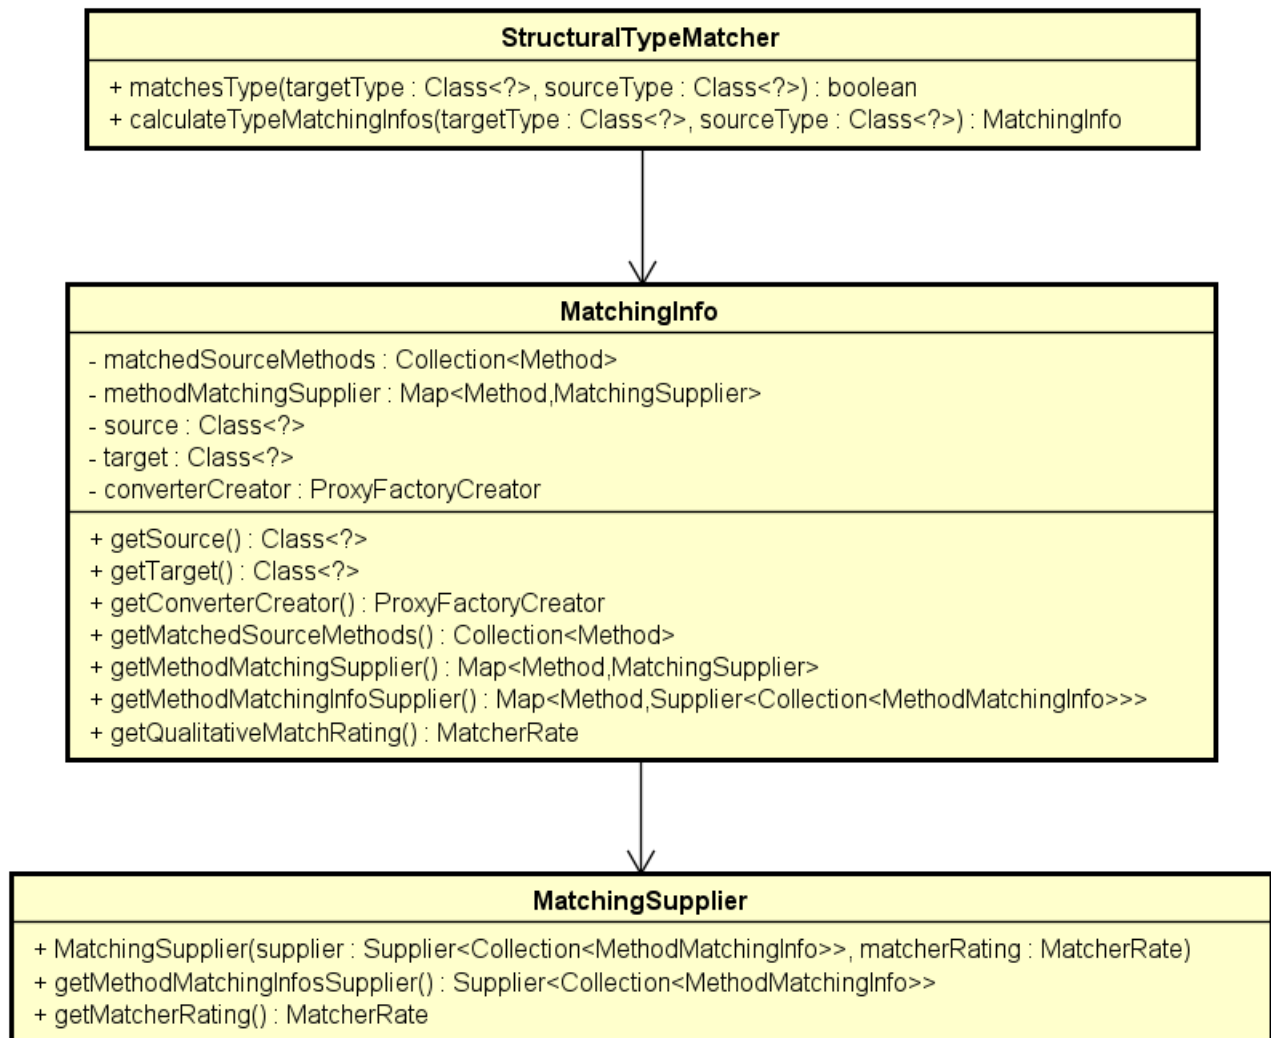 StructuralTypeMatcher
+ matchesType(targetType : Class<?>, sourceType : Class<?>) : boolean
+ calculateTypeMatchingInfos(targetType : Class<?>, sourceType : Class<?>) : MatchingInfo
MatchingInfo
- matchedSourceMethods : Collection<Method>
- methodMatchingSupplier : Map<Method,MatchingSupplier>
- source : Class<?>
- target : Class<?>
- converterCreator : ProxyFactoryCreator
+ getSource() : Class<?>
+ getTarget() : Class<?>
+ getConverterCreator() : ProxyFactoryCreator
+ getMatchedSourceMethods() : Collection<Method>
+ getMethodMatchingSupplier() : Map<Method,MatchingSupplier>
+ getMethodMatchingInfoSupplier() : Map<Method,Supplier<Collection<MethodMatchingInfo>>>
+ getQualitativeMatchRating() : MatcherRate
MatchingSupplier
+ MatchingSupplier(supplier : Supplier<Collection<MethodMatchingInfo>>, matcherRating : MatcherRate)
+ getMethodMatchingInfosSupplier() : Supplier<Collection<MethodMatchingInfo>>
+ getMatcherRating() : MatcherRate